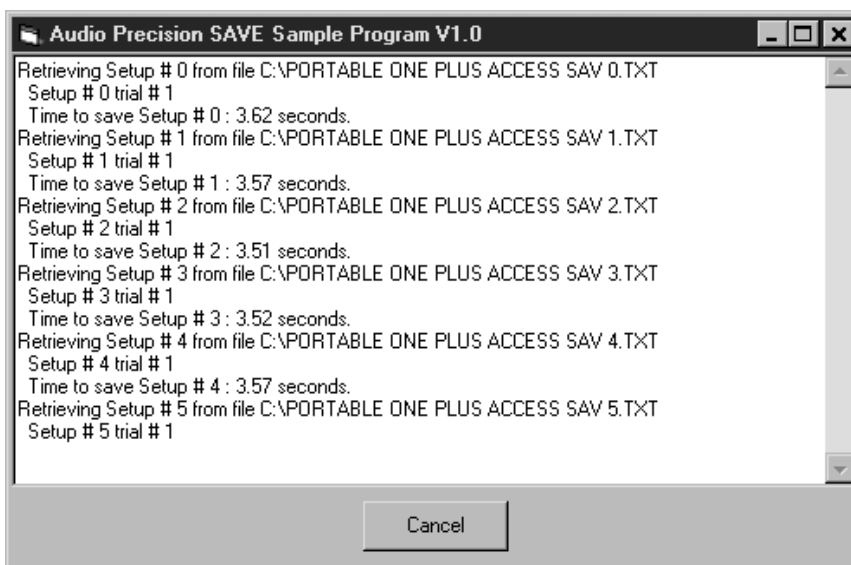 Audio Precision SAVE Sample Program V1.0
Retrieving Setup # 0 from file C:\PORTABLE ONE PLUS ACCESS SAV 0.TXT
Setup # 0 trial # 1
Time to save Setup # 0 : 3.62 seconds.
Retrieving Setup # 1 from file C:\PORTABLE ONE PLUS ACCESS SAV 1.TXT
Setup # 1 trial # 1
Time to save Setup # 1 : 3.57 seconds.
Retrieving Setup # 2 from file C:\PORTABLE ONE PLUS ACCESS SAV 2.TXT
Setup # 2 trial # 1
Time to save Setup # 2 : 3.51 seconds.
Retrieving Setup # 3 from file C:\PORTABLE ONE PLUS ACCESS SAV 3.TXT
Setup # 3 trial # 1
Time to save Setup # 3 : 3.52 seconds.
Retrieving Setup # 4 from file C:\PORTABLE ONE PLUS ACCESS SAV 4.TXT
Setup # 4 trial # 1
Time to save Setup # 4 : 3.57 seconds.
Retrieving Setup # 5 from file C:\PORTABLE ONE PLUS ACCESS SAV 5.TXT
Setup # 5 trial # 1
Cancel